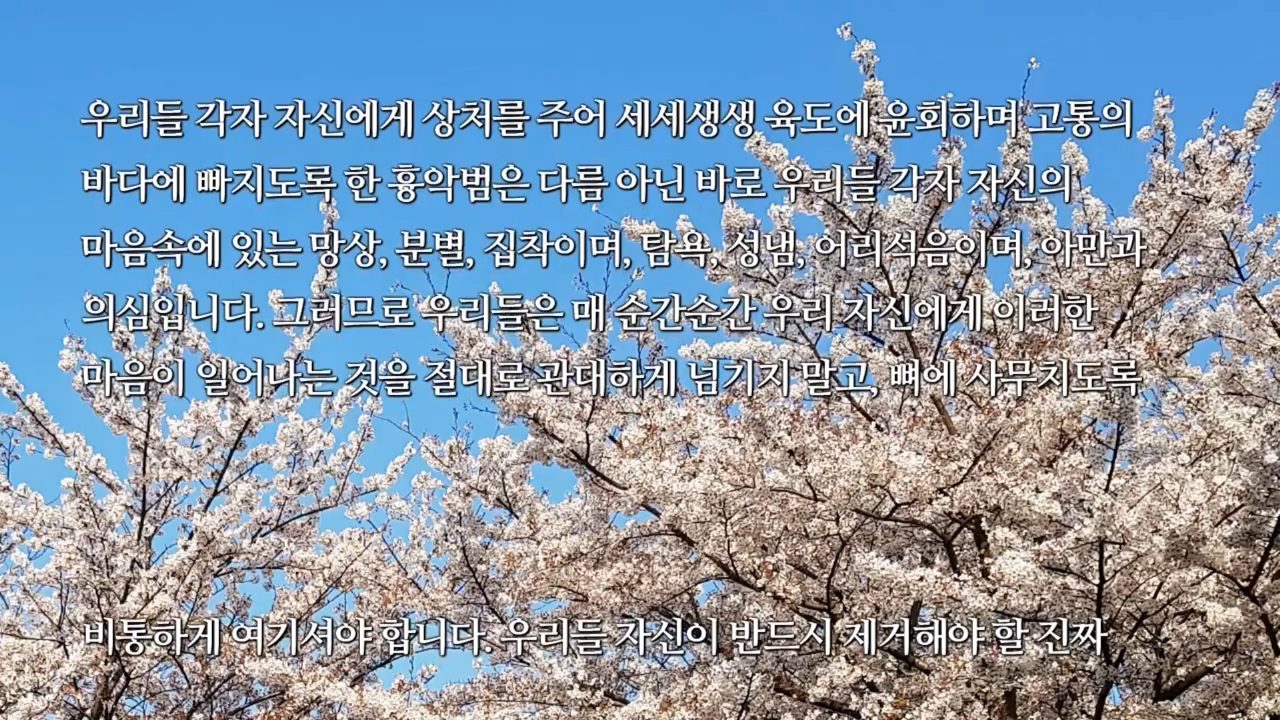 우리들 각자 자신에게 상처를 주어 세세생생 육도에 윤회하며 고통의
바다에 빠지도록 한 흉악범은 다름 아닌 바로 우리들 각자 자신의
마음속에 있는 망상, 분별, 집착이며, 탐욕, 성냄, 어리석음이며, 아만과
의심입니다. 그러므로 우리들은 매 순간순간 우리 자신에게 이러한
마음이 일어나는 것을 절대로 관대하게 넘기지 말고, 뼈에 사무치도록
비통하게 여기셔야 합니다. 우리들 자신이 반드시 제거해야 할 진짜